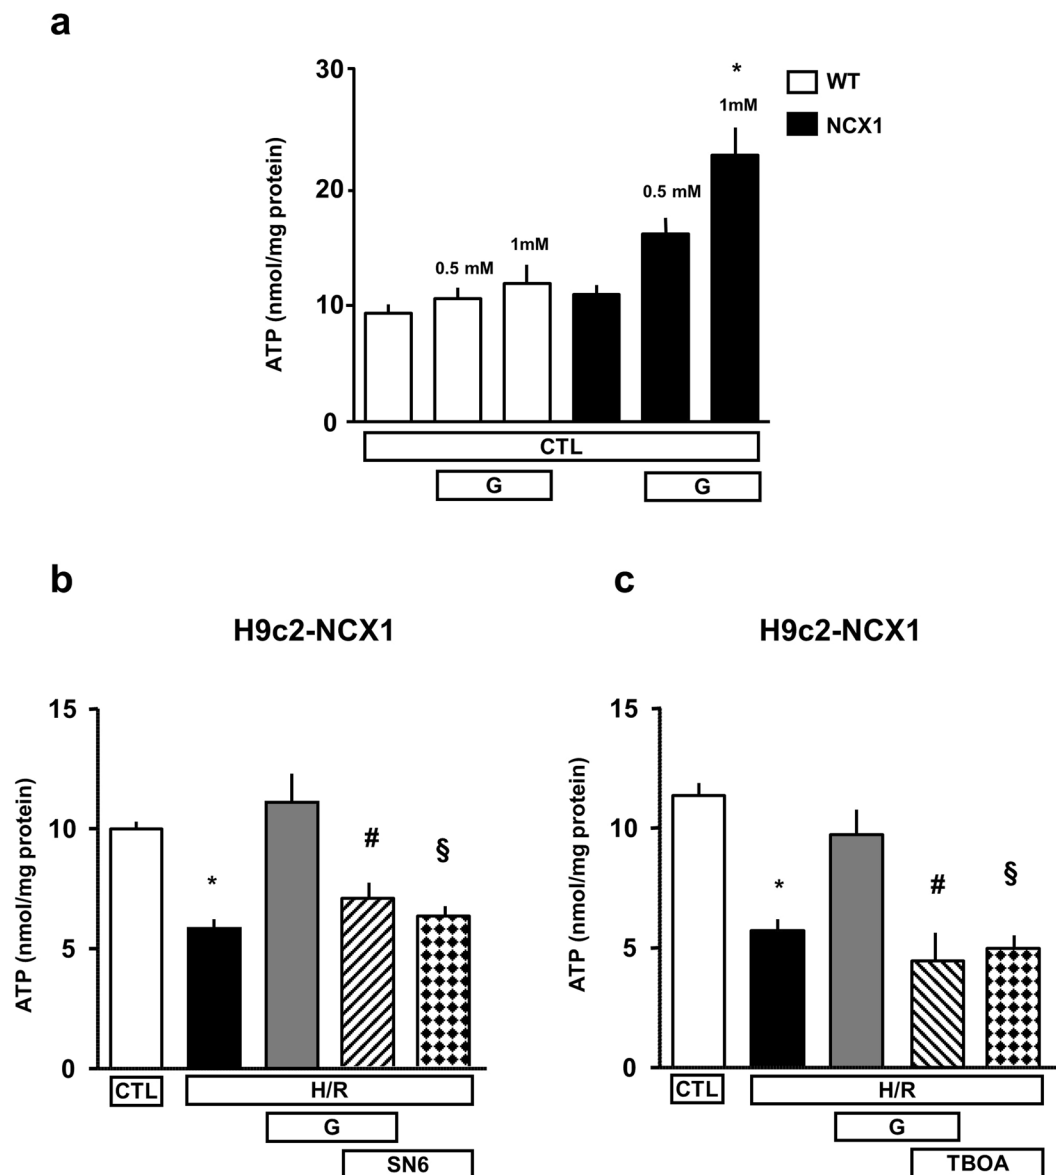 a
30
20
10
0
ATP (nmol/mg protein)
0.5 mM
1mM
0.5 mM
*
1mM
WT
NCX1
CTL
G
G
b
H9c2-NCX1
15
10
5
0
ATP (nmol/mg protein)
*
#
§
CTL
H/R
G
SN6
c
H9c2-NCX1
15
10
5
0
ATP (nmol/mg protein)
*
#
§
CTL
H/R
G
TBOA